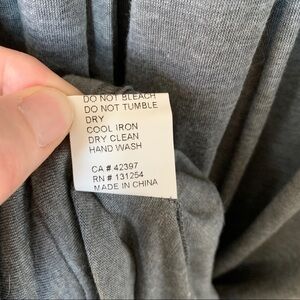 DO NOT BLEACH
DO NOT TUMBLE
DRY
COOL IRON
DRY CLEAN
HAND WASH
CA # 42397
RN # 131254
MADE IN CHINA